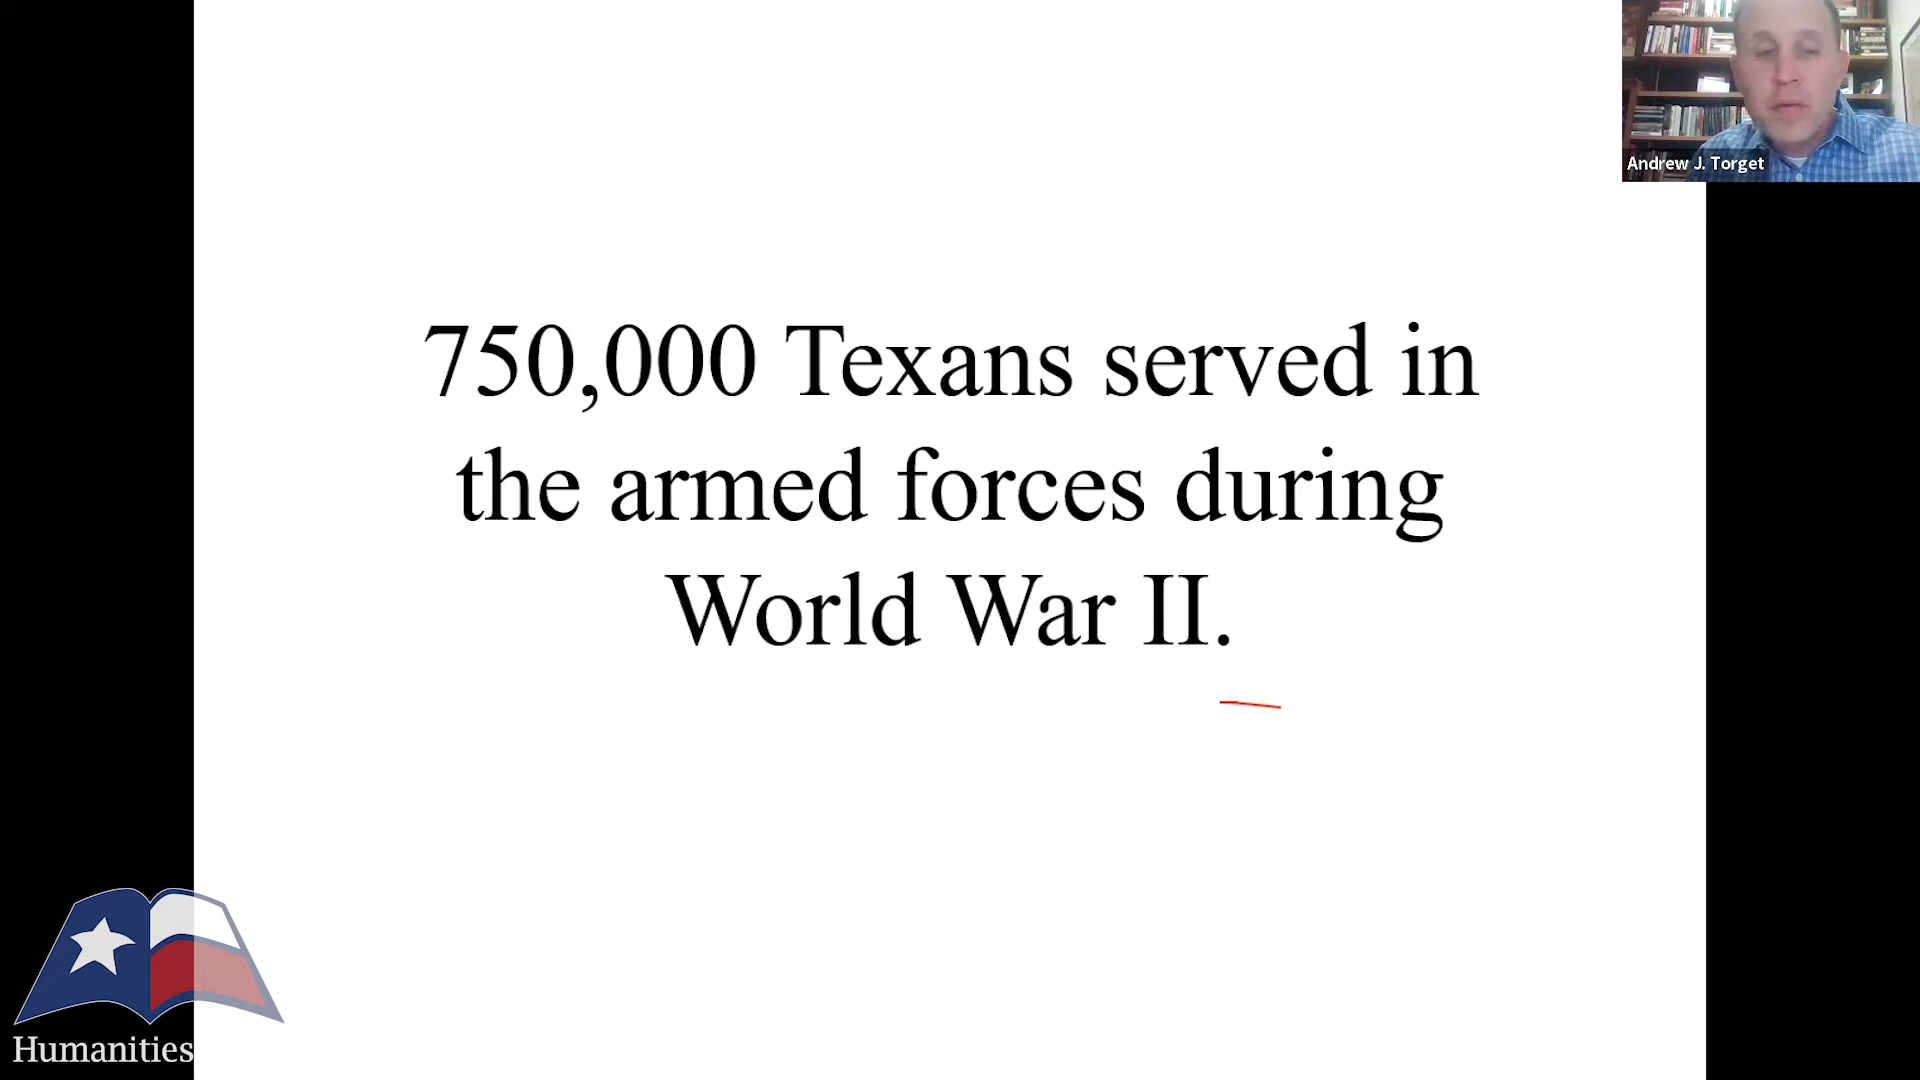 Andrew J. Torget
750,000 Texans served in
the armed forces during
World War II.
Humanities